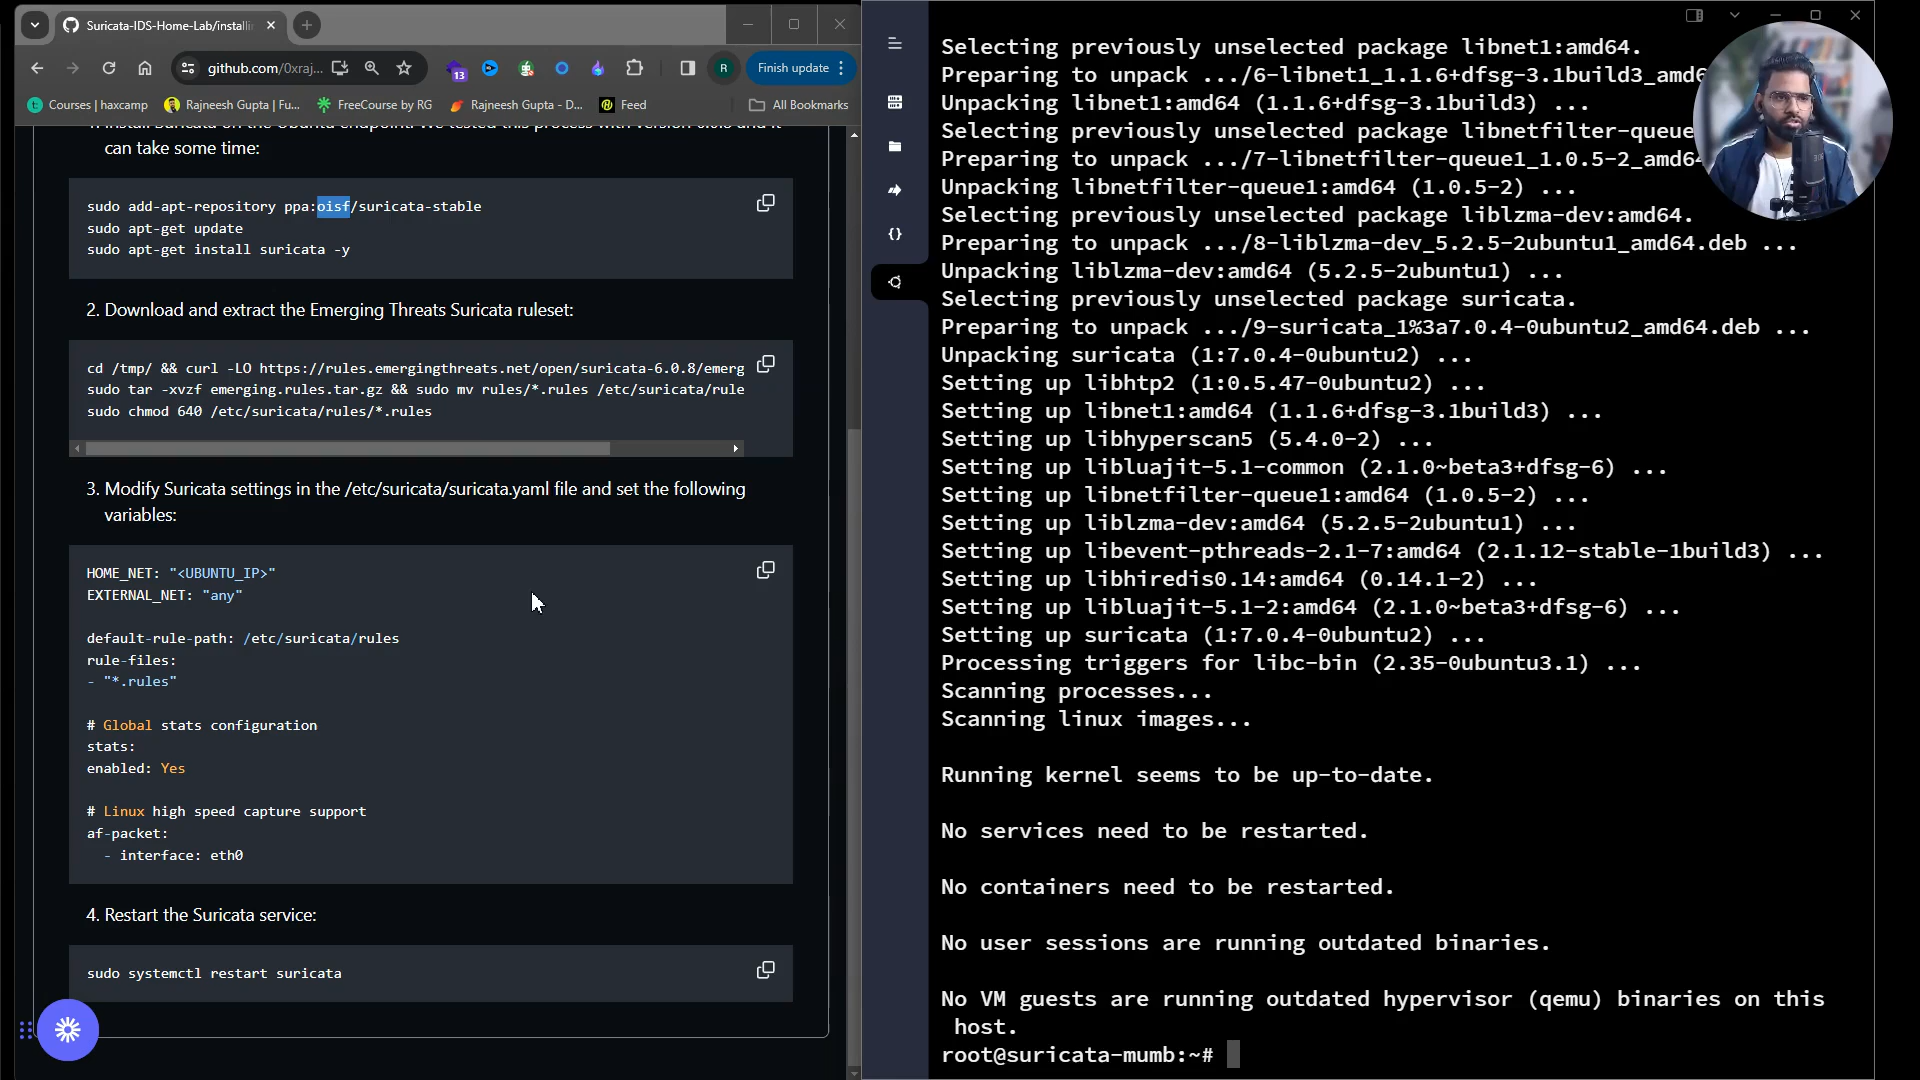 Suricata-IDS-Home-Lab/installi
github.com/0xraj...
13
R
Finish update
Courses | haxcamp
Rajneesh Gupta | Fu...
FreeCourse by RG
Rajneesh Gupta - D...
Feed
All Bookmarks
can take some time:
sudo add-apt-repository ppa:oisf/suricata-stable
sudo apt-get update
sudo apt-get install suricata -y
2. Download and extract the Emerging Threats Suricata ruleset:
cd /tmp/ && curl -LO https://rules.emergingthreats.net/open/suricata-6.0.8/emerg
sudo tar -xvzf emerging.rules.tar.gz && sudo mv rules/*.rules /etc/suricata/rule
sudo chmod 640 /etc/suricata/rules/*.rules
3. Modify Suricata settings in the /etc/suricata/suricata.yaml file and set the following
variables:
HOME_NET: "<UBUNTU_IP>"
EXTERNAL_NET: "any"
default-rule-path: /etc/suricata/rules
rule-files:
- "*.rules"
# Global stats configuration
stats:
enabled: Yes
# Linux high speed capture support
af-packet:
- interface: eth0
4. Restart the Suricata service:
sudo systemctl restart suricata
Selecting previously unselected package libnet1:amd64.
Preparing to unpack .../6-libnet1_1.1.6+dfsg-3.1build3_amd6
Unpacking libnet1:amd64 (1.1.6+dfsg-3.1build3) ...
Selecting previously unselected package libnetfilter-queue
Preparing to unpack .../7-libnetfilter-queue1_1.0.5-2_amd64
Unpacking libnetfilter-queue1:amd64 (1.0.5-2) ...
Selecting previously unselected package liblzma-dev:amd64.
Preparing to unpack .../8-liblzma-dev_5.2.5-2ubuntu1_amd64.deb ...
Unpacking liblzma-dev:amd64 (5.2.5-2ubuntu1) ...
Selecting previously unselected package suricata.
Preparing to unpack .../9-suricata_1%3a7.0.4-0ubuntu2_amd64.deb ...
Unpacking suricata (1:7.0.4-0ubuntu2) ...
Setting up libhtp2 (1:0.5.47-0ubuntu2) ...
Setting up libnet1:amd64 (1.1.6+dfsg-3.1build3) ...
Setting up libhyperscan5 (5.4.0-2) ...
Setting up libluajit-5.1-common (2.1.0~beta3+dfsg-6) ...
Setting up libnetfilter-queue1:amd64 (1.0.5-2) ...
Setting up liblzma-dev:amd64 (5.2.5-2ubuntu1) ...
Setting up libevent-pthreads-2.1-7:amd64 (2.1.12-stable-1build3) ...
Setting up libhiredis0.14:amd64 (0.14.1-2) ...
Setting up libluajit-5.1-2:amd64 (2.1.0~beta3+dfsg-6) ...
Setting up suricata (1:7.0.4-0ubuntu2) ...
Processing triggers for libc-bin (2.35-0ubuntu3.1) ...
Scanning processes...
Scanning linux images...
Running kernel seems to be up-to-date.
No services need to be restarted.
No containers need to be restarted.
No user sessions are running outdated binaries.
No VM guests are running outdated hypervisor (qemu) binaries on this
host.
root@suricata-mumb:~#